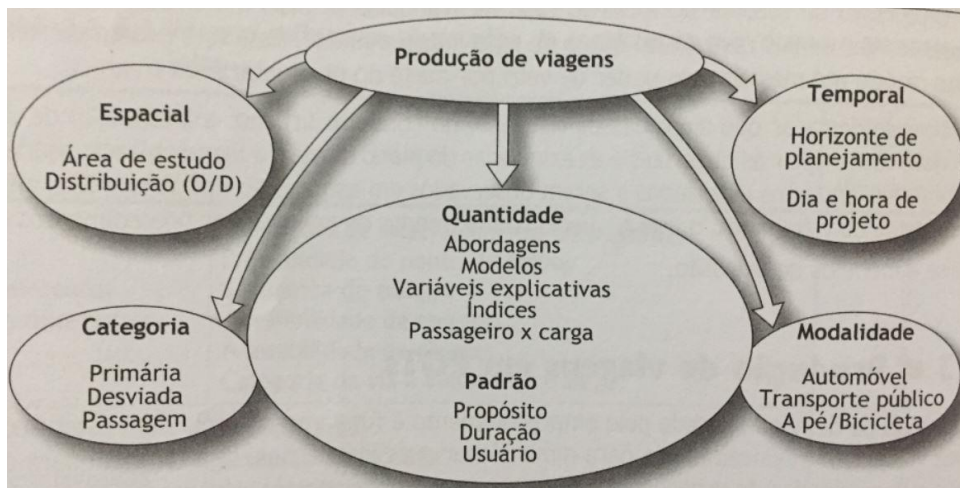 Produção de viagens
Espacial
Área de estudo
Distribuição (O/D)
Temporal
Horizonte de
planejamento
Dia e hora de
projeto
Quantidade
Abordagens
Modelos
Variáveis explicativas
Índices
Passageiro x carga
Padrão
Propósito
Duração
Usuário
Categoria
Primária
Desviada
Passagem
Modalidade
Automóvel
Transporte público
A pé/Bicicleta